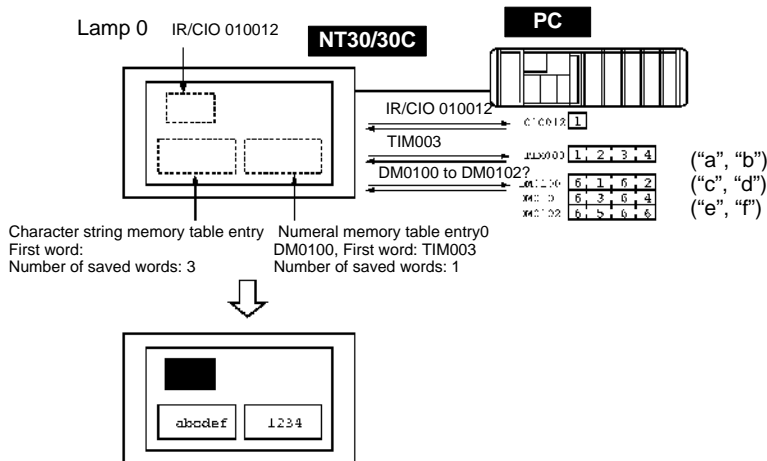 Lamp 0 IR/CIO 010012
NT30/30C
PC
IR/CIO 010012
1
TIM003
1 2 3 4
("a", "b")
DM0100 to DM0102?
6 1 6 2
("c", "d")
6 3 6 4
("e", "f")
6 5 6 6
Character string memory table entry
First word:
Number of saved words: 3
Numeral memory table entry0
DM0100, First word: TIM003
Number of saved words: 1
abcdef
1234